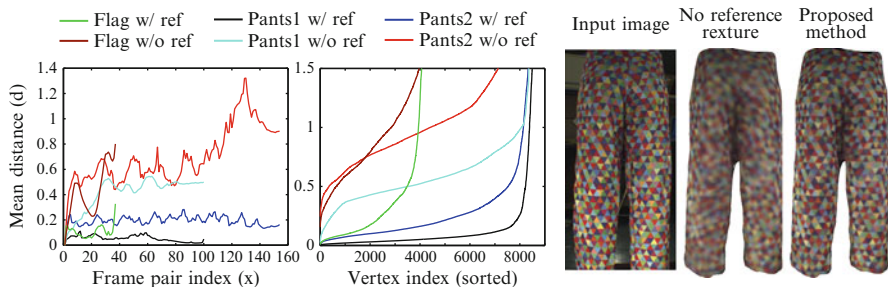 Flag w/ ref
Flag w/o ref
Pants1 w/ ref
Pants1 w/o ref
Pants2 w/ ref
Pants2 w/o ref
Mean distance (d)
1.4
1.2
1
0.8
0.6
0.4
0.2
0
0 20 40 60 80 100 120 140 160
Frame pair index (x)
1.5
1
0.5
0
2000 4000 6000 8000
Vertex index (sorted)
Input image
No reference
rexture
Proposed
method